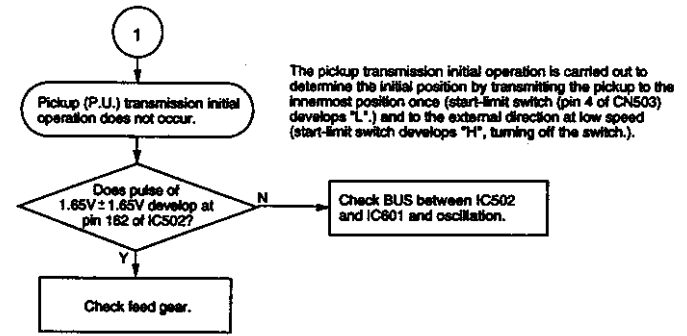 1
The pickup transmission initial operation is carried out to
determine the initial position by transmitting the pickup to the
innermost position once (start-limit switch (pin 4 of CN503)
develops "L".) and to the external direction at low speed
(start-limit switch develops "H", turning off the switch.).
Pickup (P.U.) transmission initial
operation does not occur.
Does pulse of
1.65V±1.65V develop at
pin 162 of IC502?
N
Check BUS between IC502
and IC601 and oscillation.
Y
Check feed gear.